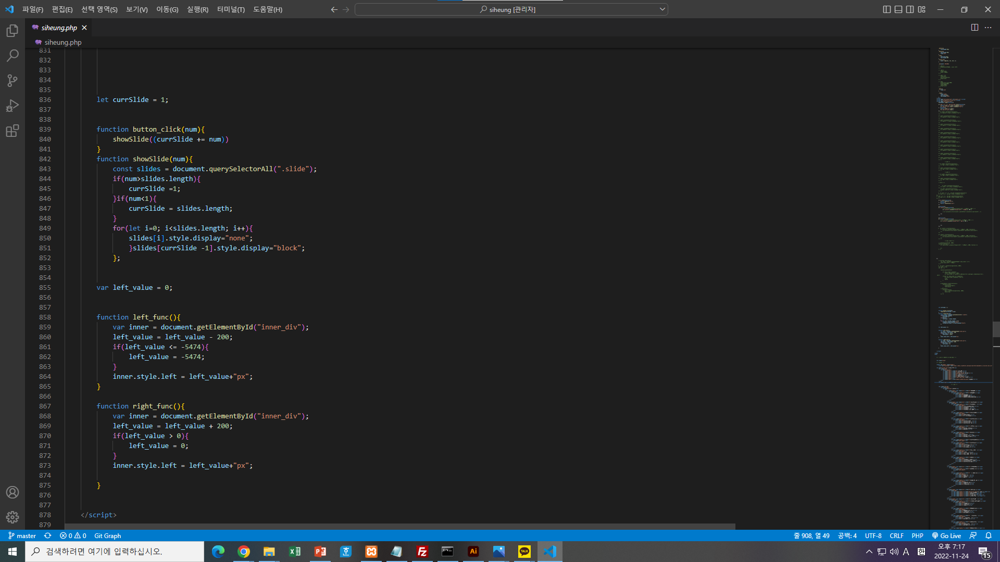 파일(F) 편집(E) 선택 영역(S) 보기(V) 이동(G) 실행(R) 터미널(T) 도움말(H)
siheung [관리자]
siheung.php
siheung.php
831
832
833
834
835
836 let currSlide = 1;
837
838
839 function button_click(num){
840 showSlide((currSlide += num))
841 }
842 function showSlide(num){
843 const slides = document.querySelectorAll(".slide");
844 if(num>slides.length){
845 currSlide =1;
846 }if(num<1){
847 currSlide = slides.length;
848 }
849 for(let i=0; i<slides.length; i++){
850 slides[i].style.display="none";
851 }slides[currSlide -1].style.display="block";
852 };
853
854
855 var left_value = 0;
856
857
858 function left_func(){
859 var inner = document.getElementById("inner_div");
860 left_value = left_value - 200;
861 if(left_value <= -5474){
862 left_value = -5474;
863 }
864 inner.style.left = left_value+"px";
865 }
866
867 function right_func(){
868 var inner = document.getElementById("inner_div");
869 left_value = left_value + 200;
870 if(left_value > 0){
871 left_value = 0;
872 }
873 inner.style.left = left_value+"px";
874
875 }
876
877
878 </script>
879
master 0 0 Git Graph 줄 908, 열 49 공백: 4 UTF-8 CRLF PHP Go Live
검색하려면 여기에 입력하십시오.
Ai
TALK
A
오후 7:17
2022-11-24
15